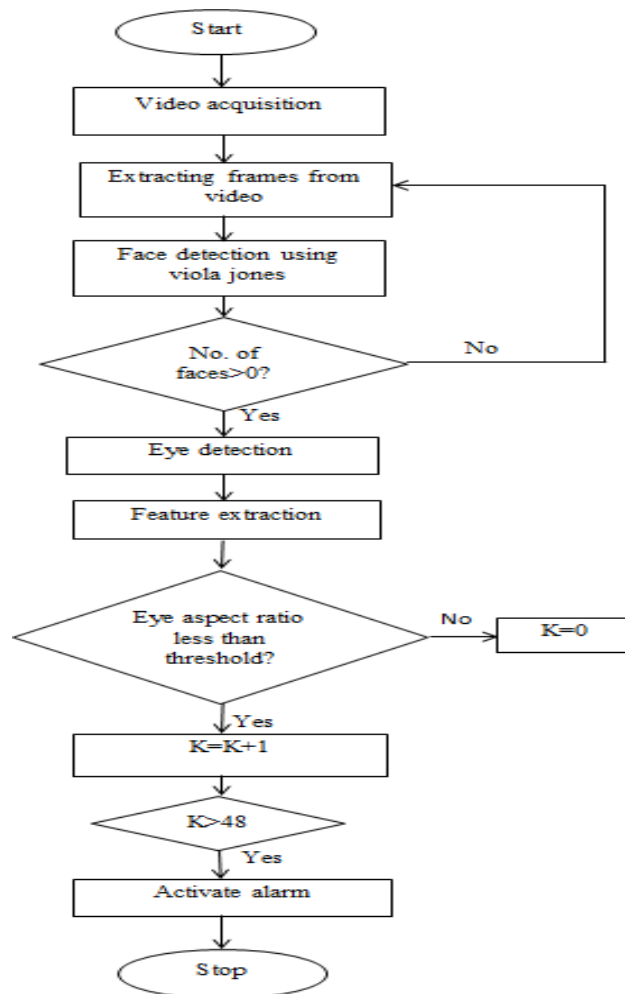 Start
Video acquisition
Extracting frames from
video
Face detection using
viola jones
No. of
faces>0?
No
Yes
Eye detection
Feature extraction
Eye aspect ratio
less than
threshold?
No
K=0
Yes
K=K+1
K>48
Yes
Activate alarm
Stop